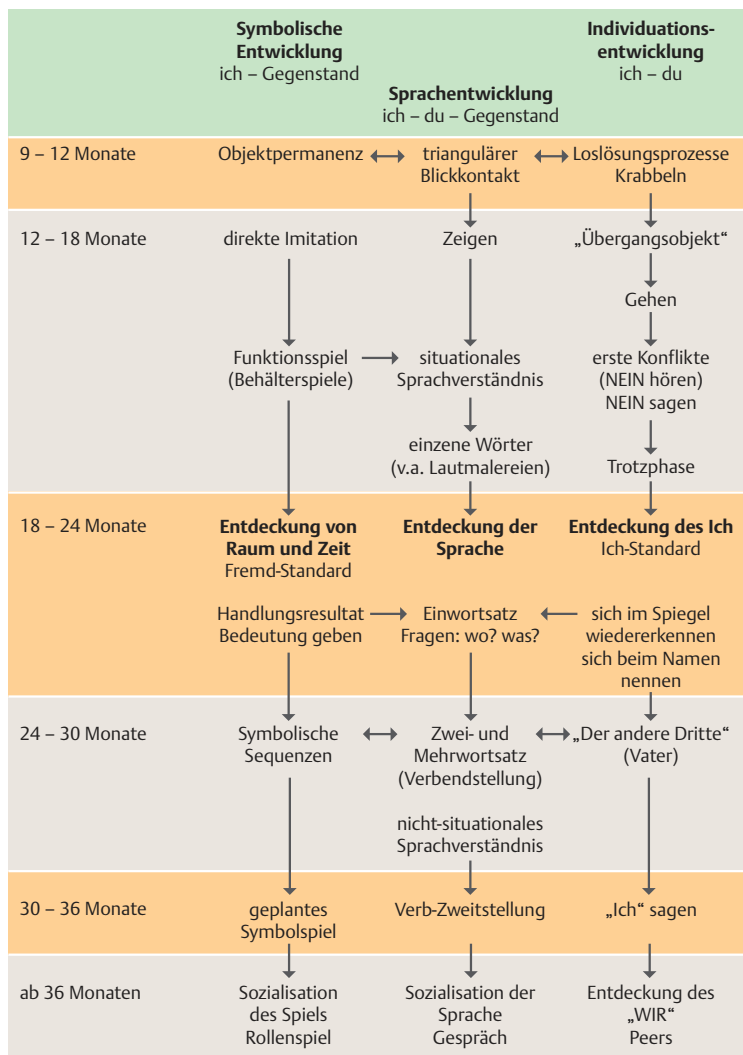 Symbolische
Entwicklung
ich – Gegenstand
Sprachentwicklung
ich – du – Gegenstand
Individuations-
entwicklung
ich – du
9 – 12 Monate
Objektpermanenz
triangulärer
Blickkontakt
Loslösungsprozesse
Krabbeln
12 – 18 Monate
direkte Imitation
Zeigen
„Übergangsobjekt“
Gehen
Funktionsspiel
(Behälterspiele)
situationales
Sprachverständnis
erste Konflikte
(NEIN hören)
NEIN sagen
einzene Wörter
(v.a. Lautmalereien)
Trotzphase
18 – 24 Monate
Entdeckung von
Raum und Zeit
Fremd-Standard
Entdeckung der
Sprache
Entdeckung des Ich
Ich-Standard
Handlungsresultat
Bedeutung geben
Einwortsatz
Fragen: wo? was?
sich im Spiegel
wiedererkennen
sich beim Namen
nennen
24 – 30 Monate
Symbolische
Sequenzen
Zwei- und
Mehrwortsatz
(Verbendstellung)
„Der andere Dritte“
(Vater)
nicht-situationales
Sprachverständnis
30 – 36 Monate
geplantes
Symbolspiel
Verb-Zweitstellung
„Ich“ sagen
ab 36 Monaten
Sozialisation
des Spiels
Rollenspiel
Sozialisation der
Sprache
Gespräch
Entdeckung des
„WIR“
Peers